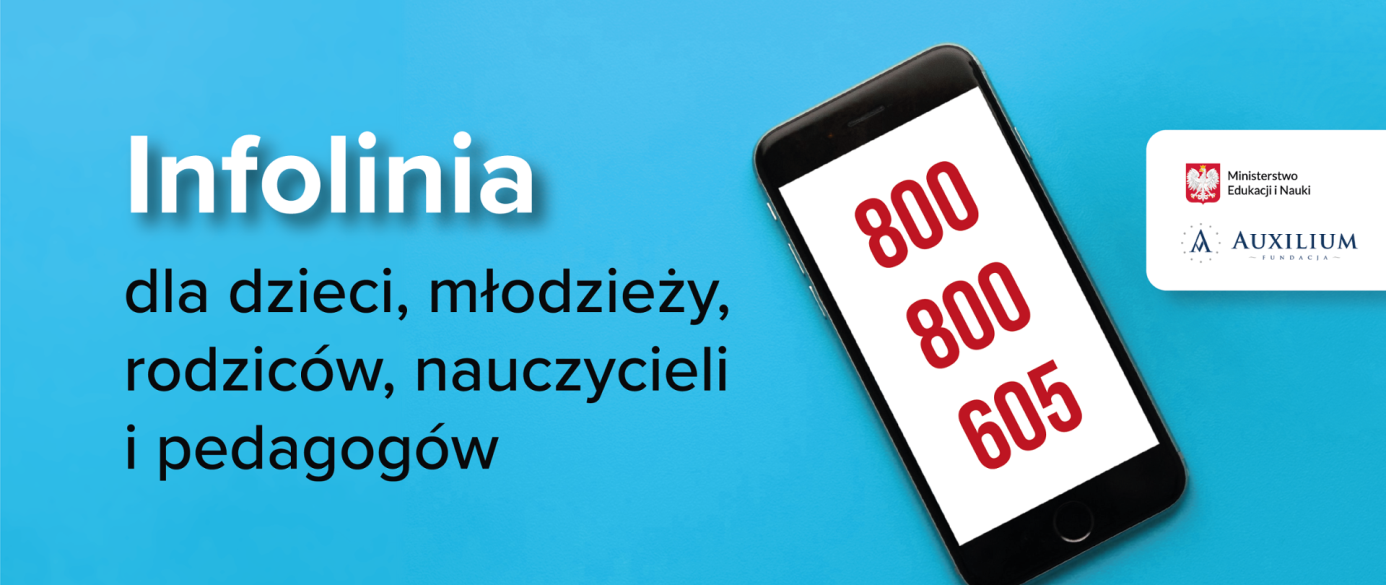 Infolinia
dla dzieci, młodzieży,
rodziców, nauczycieli
i pedagogów
800
800
605
Ministerstwo
Edukacji i Nauki
AUXILIUM
FUNDACJA